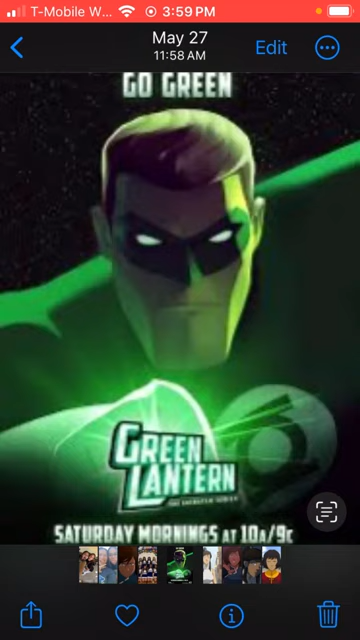 T-Mobile W... 3:59 PM
May 27
11:58 AM
Edit
GO GREEN
GREEN
LANTERN
THE ANIMATED SERIES
SATURDAY MORNINGS AT 10A/9C